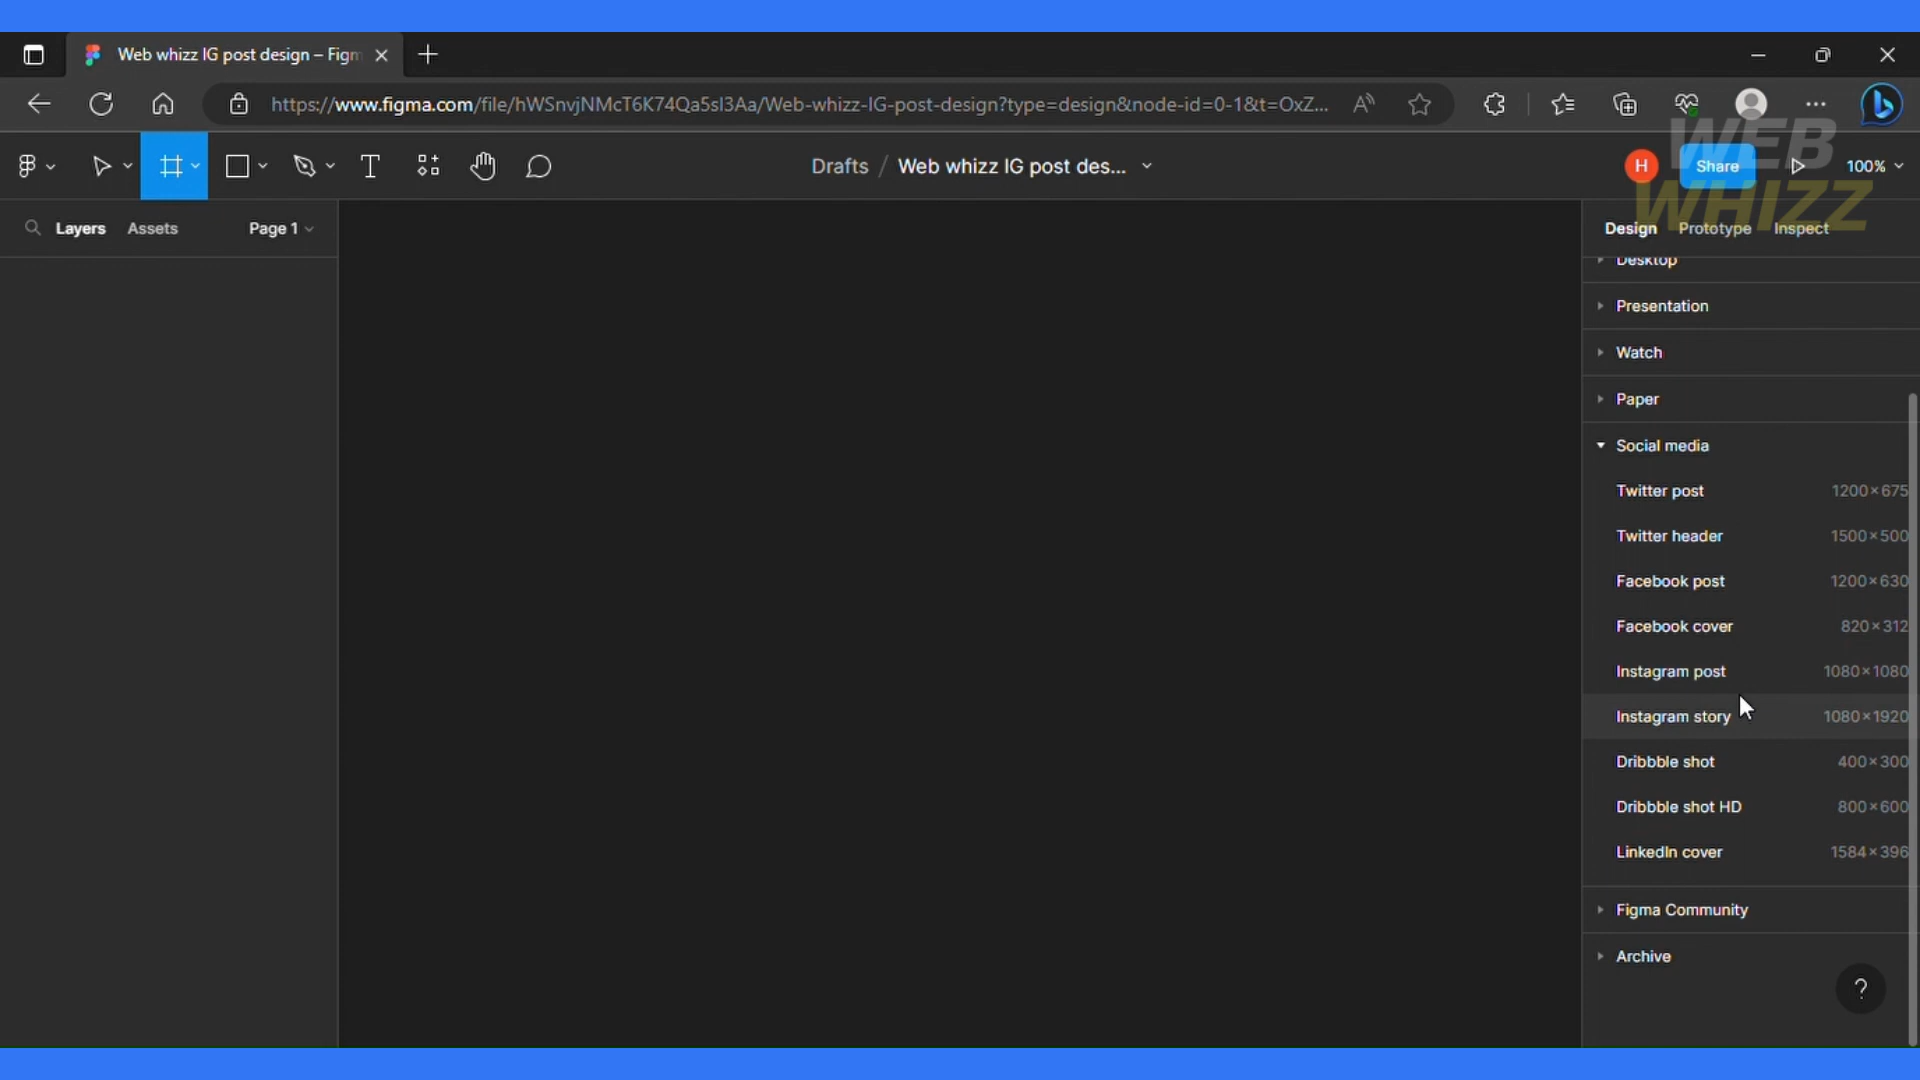 Web whizz IG post design – Figm
https://www.figma.com/file/hWSnvjNMcT6K74Qa5sI3Aa/Web-whizz-IG-post-design?type=design&node-id=0-1&t=OxZ...
Drafts / Web whizz IG post des...
H
Share
100%
WEB
WHIZZ
Layers
Assets
Page 1
Design
Prototype
Inspect
Desktop
Presentation
Watch
Paper
Social media
Twitter post 1200×675
Twitter header 1500×500
Facebook post 1200×630
Facebook cover 820×312
Instagram post 1080×1080
Instagram story 1080×1920
Dribbble shot 400×300
Dribbble shot HD 800×600
LinkedIn cover 1584×396
Figma Community
Archive
?